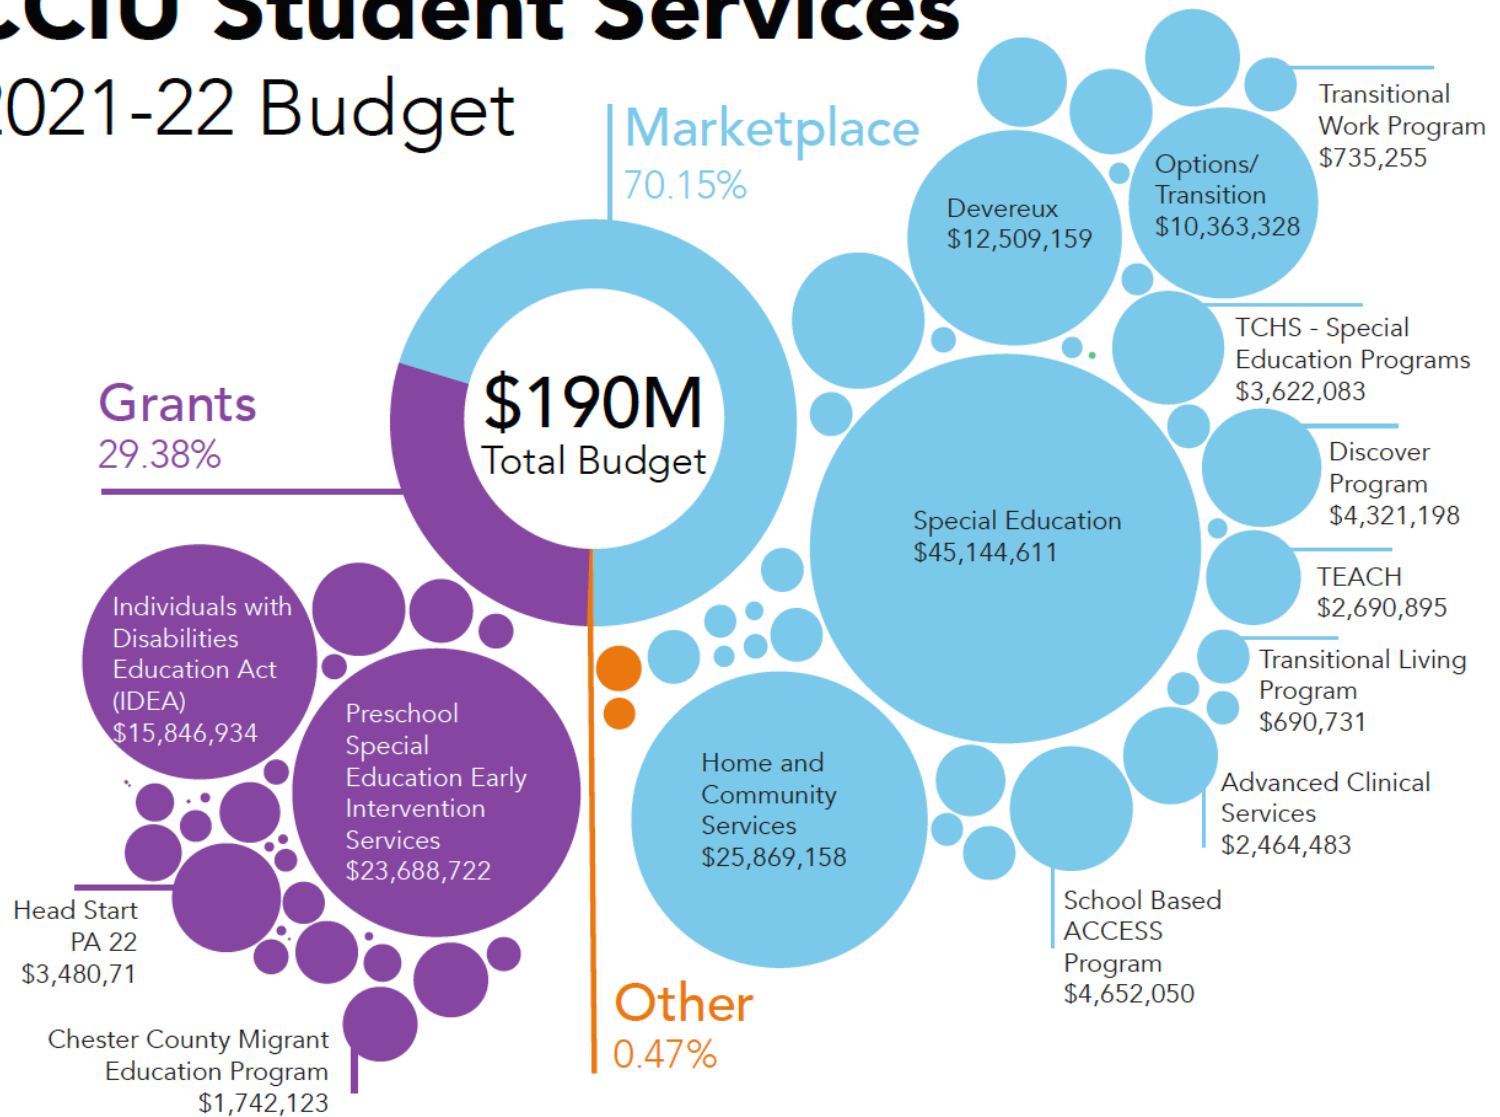 CCIU Student Services
2021-22 Budget
Marketplace
70.15%
Grants
29.38%
$190M
Total Budget
Other
0.47%
Transitional
Work Program
$735,255
Options/
Transition
$10,363,328
Devereux
$12,509,159
TCHS - Special
Education Programs
$3,622,083
Discover
Program
$4,321,198
Special Education
$45,144,611
TEACH
$2,690,895
Transitional Living
Program
$690,731
Advanced Clinical
Services
$2,464,483
School Based
ACCESS
Program
$4,652,050
Home and
Community
Services
$25,869,158
Individuals with
Disabilities
Education Act
(IDEA)
$15,846,934
Preschool
Special
Education Early
Intervention
Services
$23,688,722
Head Start
PA 22
$3,480,71
Chester County Migrant
Education Program
$1,742,123